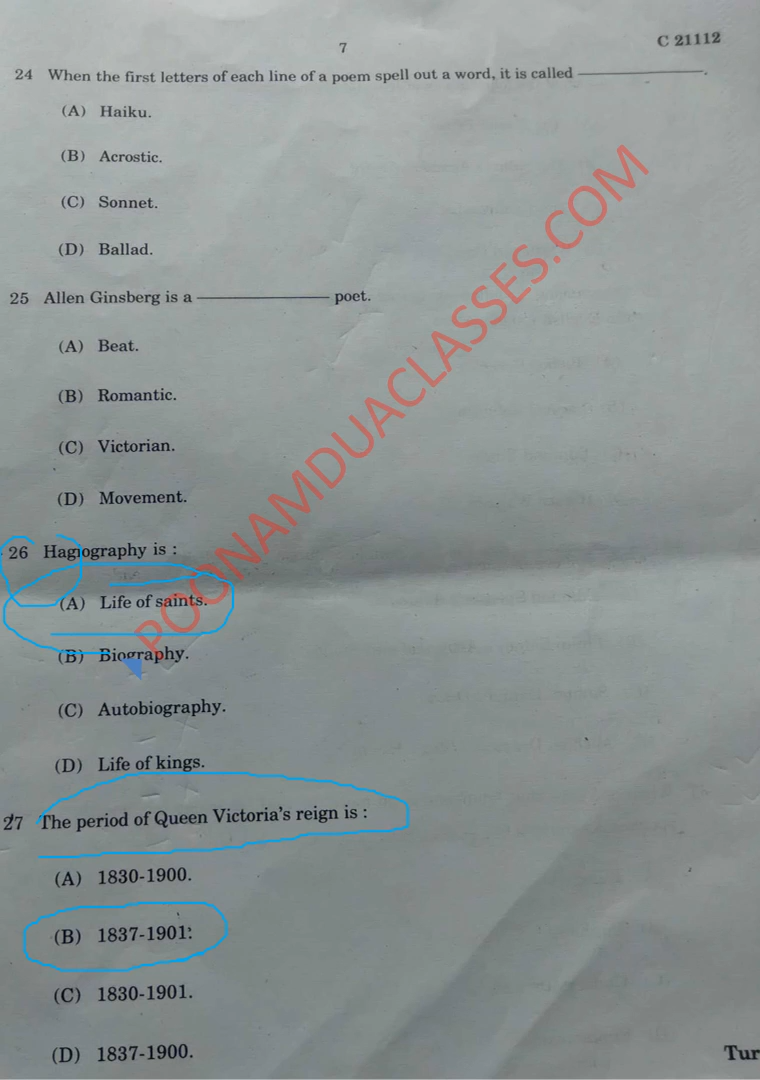 7
C 21112
24 When the first letters of each line of a poem spell out a word, it is called ————————.
(A) Haiku.
(B) Acrostic.
(C) Sonnet.
(D) Ballad.
25 Allen Ginsberg is a ———————— poet.
(A) Beat.
(B) Romantic.
(C) Victorian.
(D) Movement.
26 Hagiography is :
(A) Life of saints.
(B) Biography.
(C) Autobiography.
(D) Life of kings.
27 The period of Queen Victoria's reign is :
(A) 1830-1900.
(B) 1837-1901.
(C) 1830-1901.
(D) 1837-1900.
Tur
POONAMDUACLASSES.COM